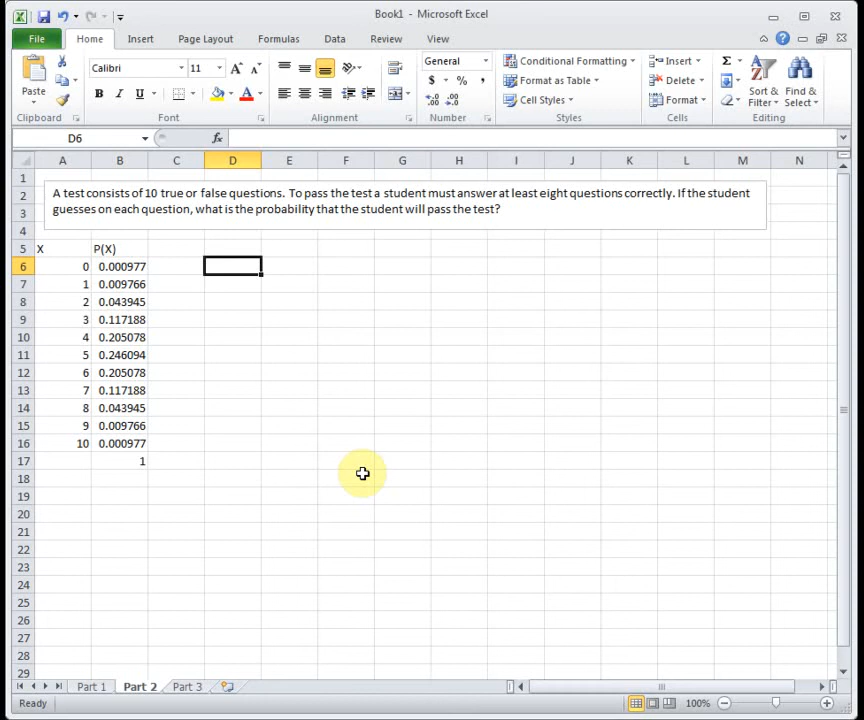 Book1 - Microsoft Excel
File Home Insert Page Layout Formulas Data Review View
Calibri 11 General Conditional Formatting Insert Σ
Paste B I U A $ % , Format as Table Delete Sort & Find &
Cell Styles Format Filter Select
Clipboard Font Alignment Number Styles Cells Editing
D6 fx
A B C D E F G H I J K L M N
1
2 A test consists of 10 true or false questions. To pass the test a student must answer at least eight questions correctly. If the student
3 guesses on each question, what is the probability that the student will pass the test?
4
5 X P(X)
6 0 0.000977
7 1 0.009766
8 2 0.043945
9 3 0.117188
10 4 0.205078
11 5 0.246094
12 6 0.205078
13 7 0.117188
14 8 0.043945
15 9 0.009766
16 10 0.000977
17 1
18
19
20
21
22
23
24
25
26
27
28
29
Part 1 Part 2 Part 3
Ready 100%